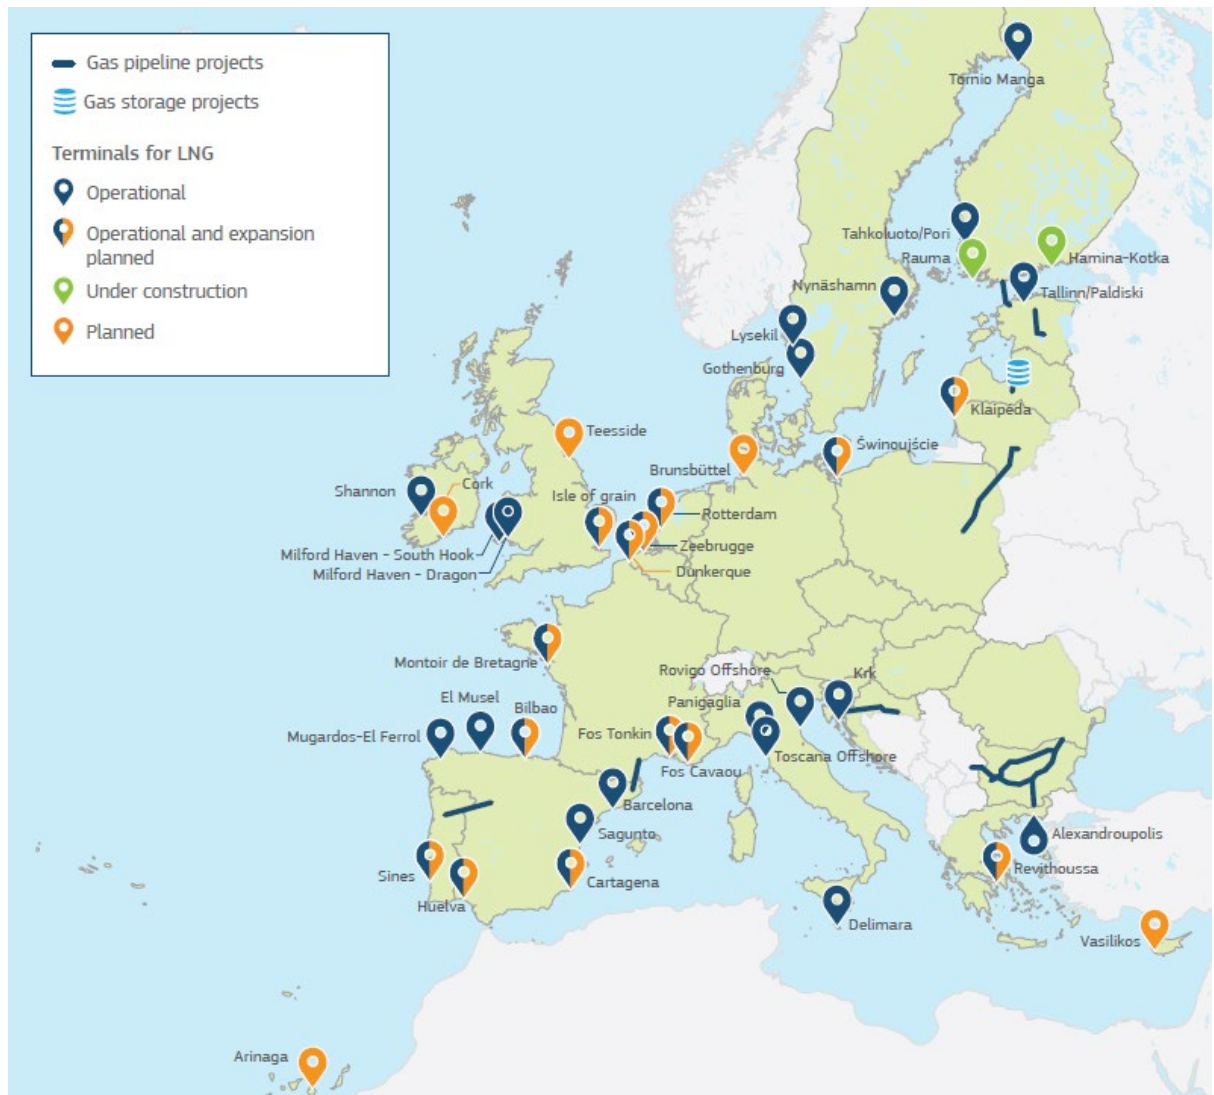 Gas pipeline projects
Gas storage projects
Terminals for LNG
Operational
Operational and expansion
planned
Under construction
Planned
Tornio Manga
Tahkoluoto/Pori
Rauma
Hamina-Kotka
Nynäshamn
Tallinn/Paldiski
Lysekil
Gothenburg
Klaipėda
Teesside
Świnoujście
Brunsbüttel
Shannon
Cork
Isle of grain
Rotterdam
Milford Haven - South Hook
Zeebrugge
Milford Haven - Dragon
Dunkerque
Montoir de Bretagne
Rovigo Offshore
Krk
El Musel
Bilbao
Panigaglia
Mugardos-El Ferrol
Fos Tonkin
Toscana Offshore
Fos Cavaou
Barcelona
Sagunto
Alexandroupolis
Sines
Cartagena
Revithoussa
Huelva
Delimara
Vasilikos
Arinaga